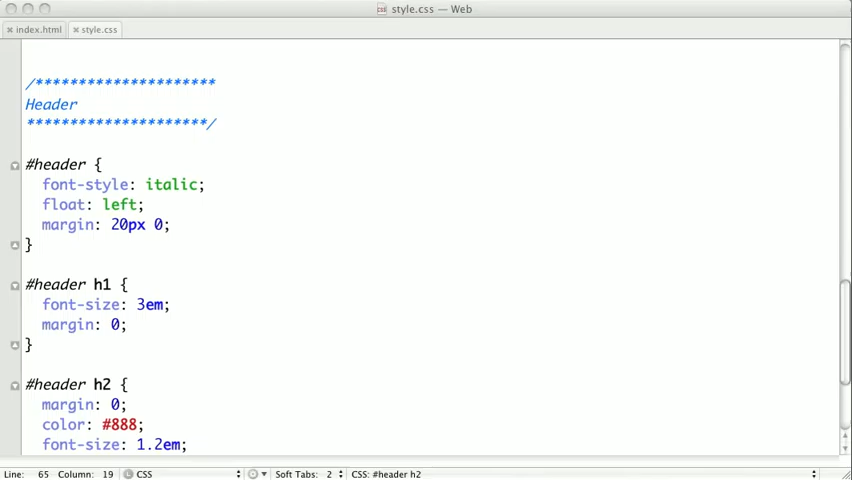 style.css — Web
index.html style.css
/*********************
Header
*********************/
#header {
font-style: italic;
float: left;
margin: 20px 0;
}
#header h1 {
font-size: 3em;
margin: 0;
}
#header h2 {
margin: 0;
color: #888;
font-size: 1.2em;
Line: 65 Column: 19 CSS Soft Tabs: 2 CSS: #header h2